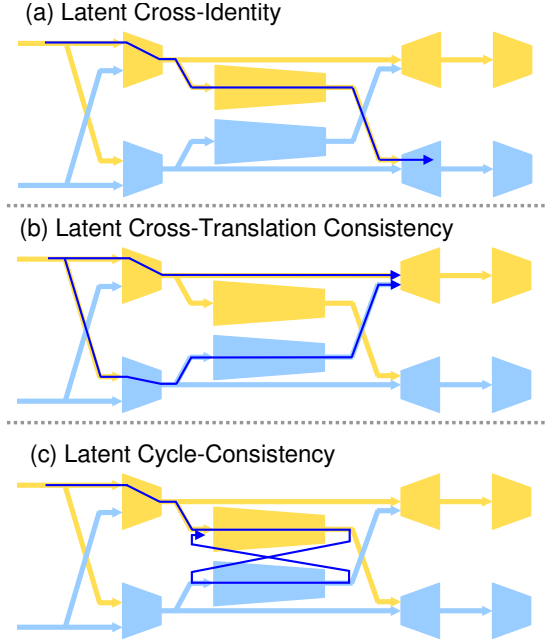 (a) Latent Cross-Identity
(b) Latent Cross-Translation Consistency
(c) Latent Cycle-Consistency